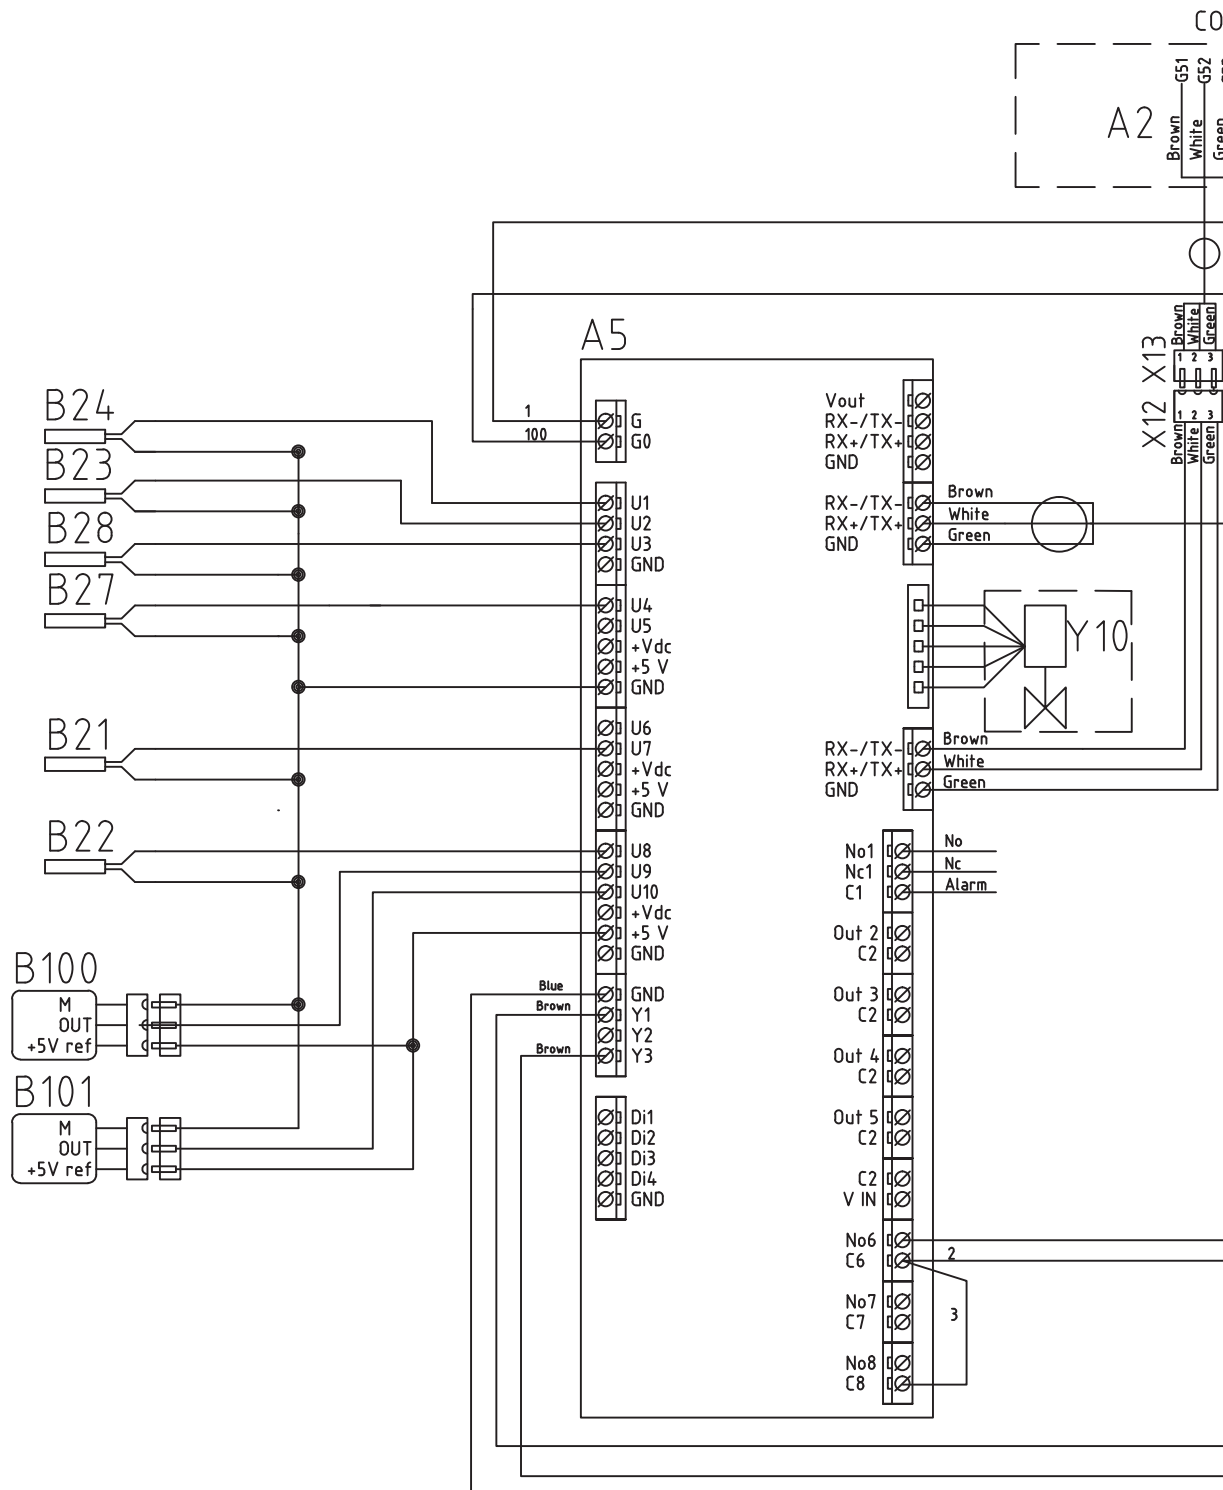 CO
G51
G52
A2
Brown
White
Green
A5
Brown
White
Green
X13
1 2 3
X12
1 2 3
Brown
White
Green
B24
B23
B28
B27
B21
B22
B100
M
OUT
+5V ref
B101
M
OUT
+5V ref
1
100
G
G0
U1
U2
U3
GND
U4
U5
+Vdc
+5 V
GND
U6
U7
+Vdc
+5 V
GND
U8
U9
U10
+Vdc
+5 V
GND
Blue
Brown
Brown
GND
Y1
Y2
Y3
Di1
Di2
Di3
Di4
GND
Vout
RX-/TX-
RX+/TX+
GND
RX-/TX-
RX+/TX+
GND
Brown
White
Green
Y10
RX-/TX-
RX+/TX+
GND
Brown
White
Green
No1
Nc1
C1
No
Nc
Alarm
Out 2
C2
Out 3
C2
Out 4
C2
Out 5
C2
C2
V IN
No6
C6
2
No7
C7
3
No8
C8